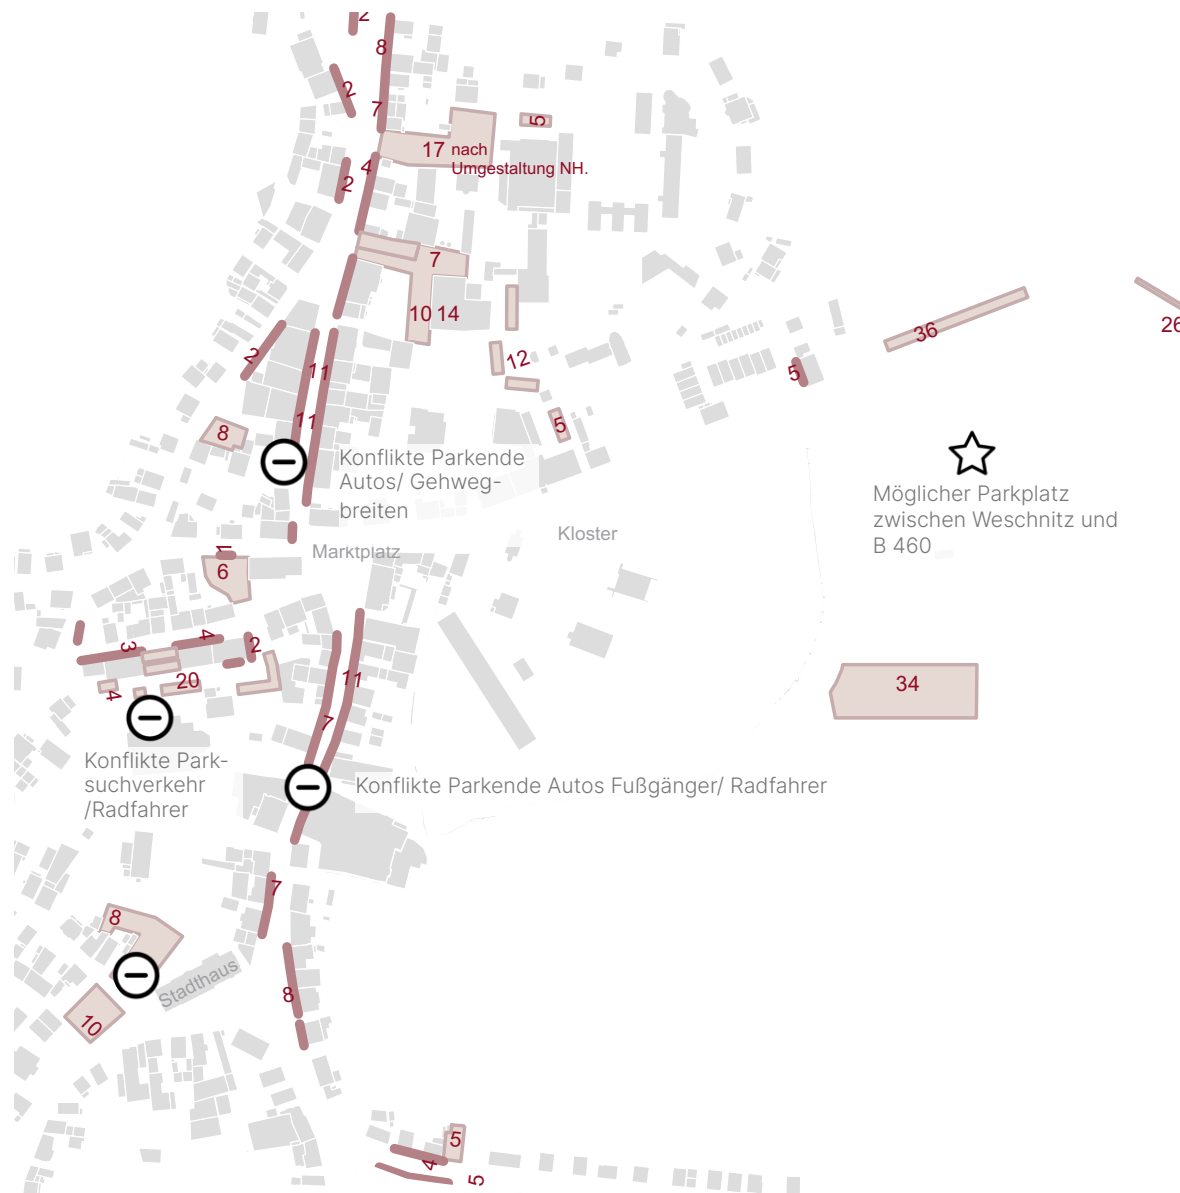 2
8
2
7
5
17 nach
Umgestaltung NH.
4
2
7
10 14
36
26
12
2
11
5
11
5
8
Konflikte Parkende
Autos/ Gehweg-
breiten
Möglicher Parkplatz
zwischen Weschnitz und
B 460
Kloster
Marktplatz
1
6
3
4
2
20
4
11
7
34
Konflikte Park-
suchverkehr
/Radfahrer
Konflikte Parkende Autos Fußgänger/ Radfahrer
7
8
Stadthaus
8
10
5
4
5